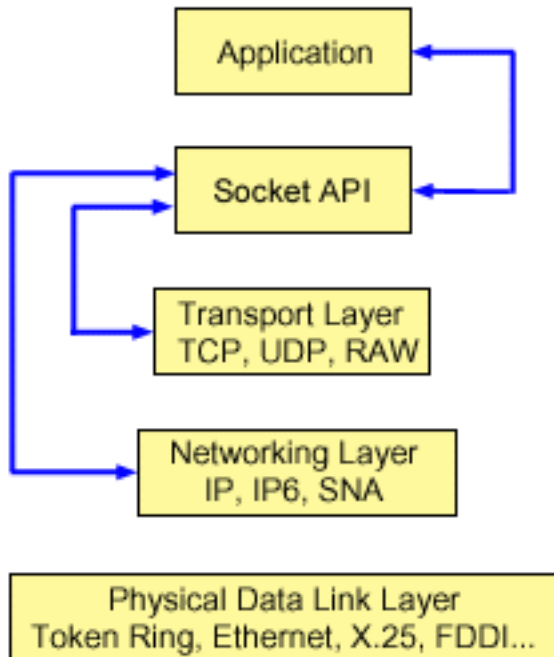 Application
Socket API
Transport Layer
TCP, UDP, RAW
Networking Layer
IP, IP6, SNA
Physical Data Link Layer
Token Ring, Ethernet, X.25, FDDI...